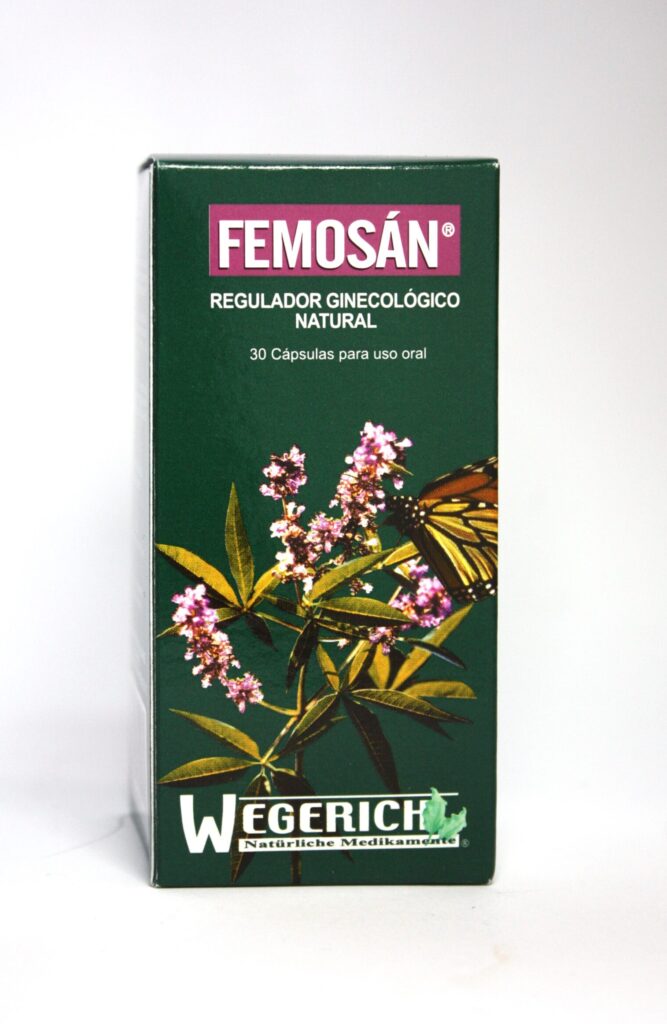 FEMOSÁN®
REGULADOR GINECOLÓGICO
NATURAL
30 Cápsulas para uso oral
WEGERICH
Natürliche Medikamente®